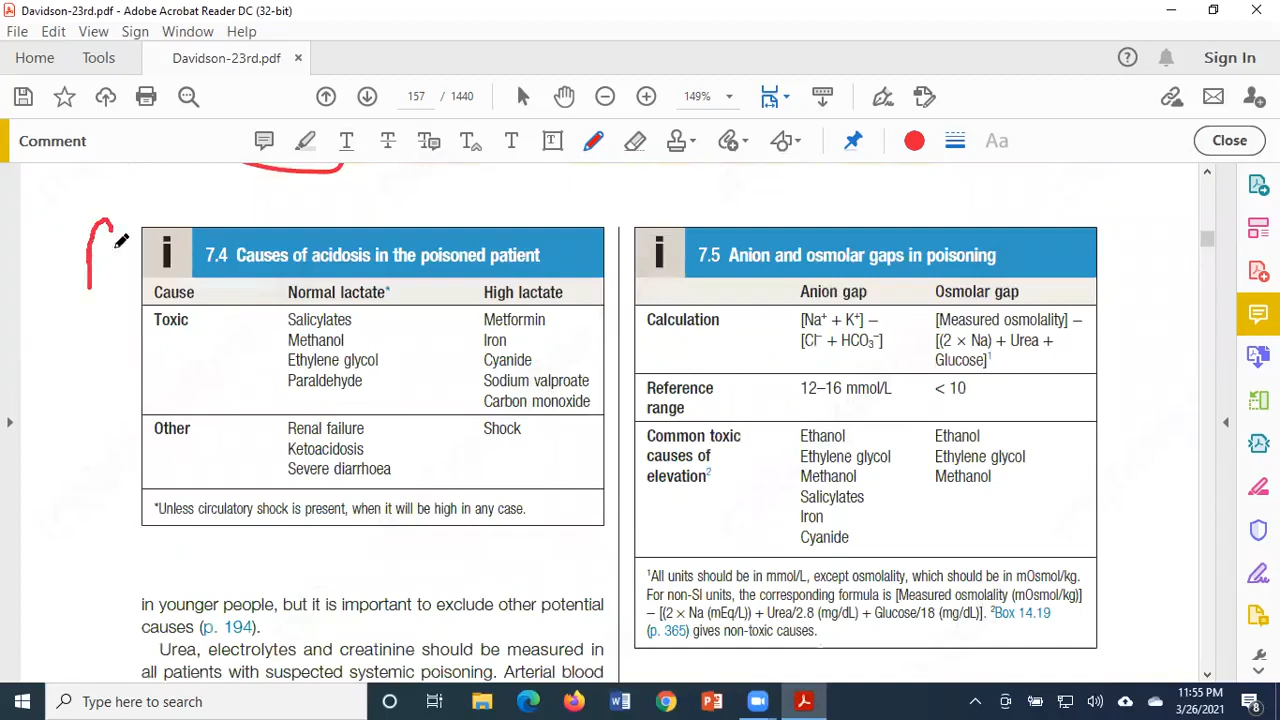 Davidson-23rd.pdf - Adobe Acrobat Reader DC (32-bit)
File Edit View Sign Window Help
Home Tools Davidson-23rd.pdf × Sign In
157 / 1440 149%
Comment Aa Close
i 7.4 Causes of acidosis in the poisoned patient
Cause Normal lactate* High lactate
Toxic Salicylates Metformin
Methanol Iron
Ethylene glycol Cyanide
Paraldehyde Sodium valproate
Carbon monoxide
Other Renal failure Shock
Ketoacidosis
Severe diarrhoea
*Unless circulatory shock is present, when it will be high in any case.
in younger people, but it is important to exclude other potential
causes (p. 194).
Urea, electrolytes and creatinine should be measured in
all patients with suspected systemic poisoning. Arterial blood
i 7.5 Anion and osmolar gaps in poisoning
Anion gap Osmolar gap
Calculation [Na⁺ + K⁺] – [Measured osmolality] –
[Cl⁻ + HCO₃⁻] [(2 × Na) + Urea +
Glucose]¹
Reference 12–16 mmol/L < 10
range
Common toxic Ethanol Ethanol
causes of Ethylene glycol Ethylene glycol
elevation² Methanol Methanol
Salicylates
Iron
Cyanide
¹All units should be in mmol/L, except osmolality, which should be in mOsmol/kg.
For non-SI units, the corresponding formula is [Measured osmolality (mOsmol/kg)]
– [(2 × Na (mEq/L)) + Urea/2.8 (mg/dL) + Glucose/18 (mg/dL)]. ²Box 14.19
(p. 365) gives non-toxic causes.
Type here to search
11:55 PM
3/26/2021
8